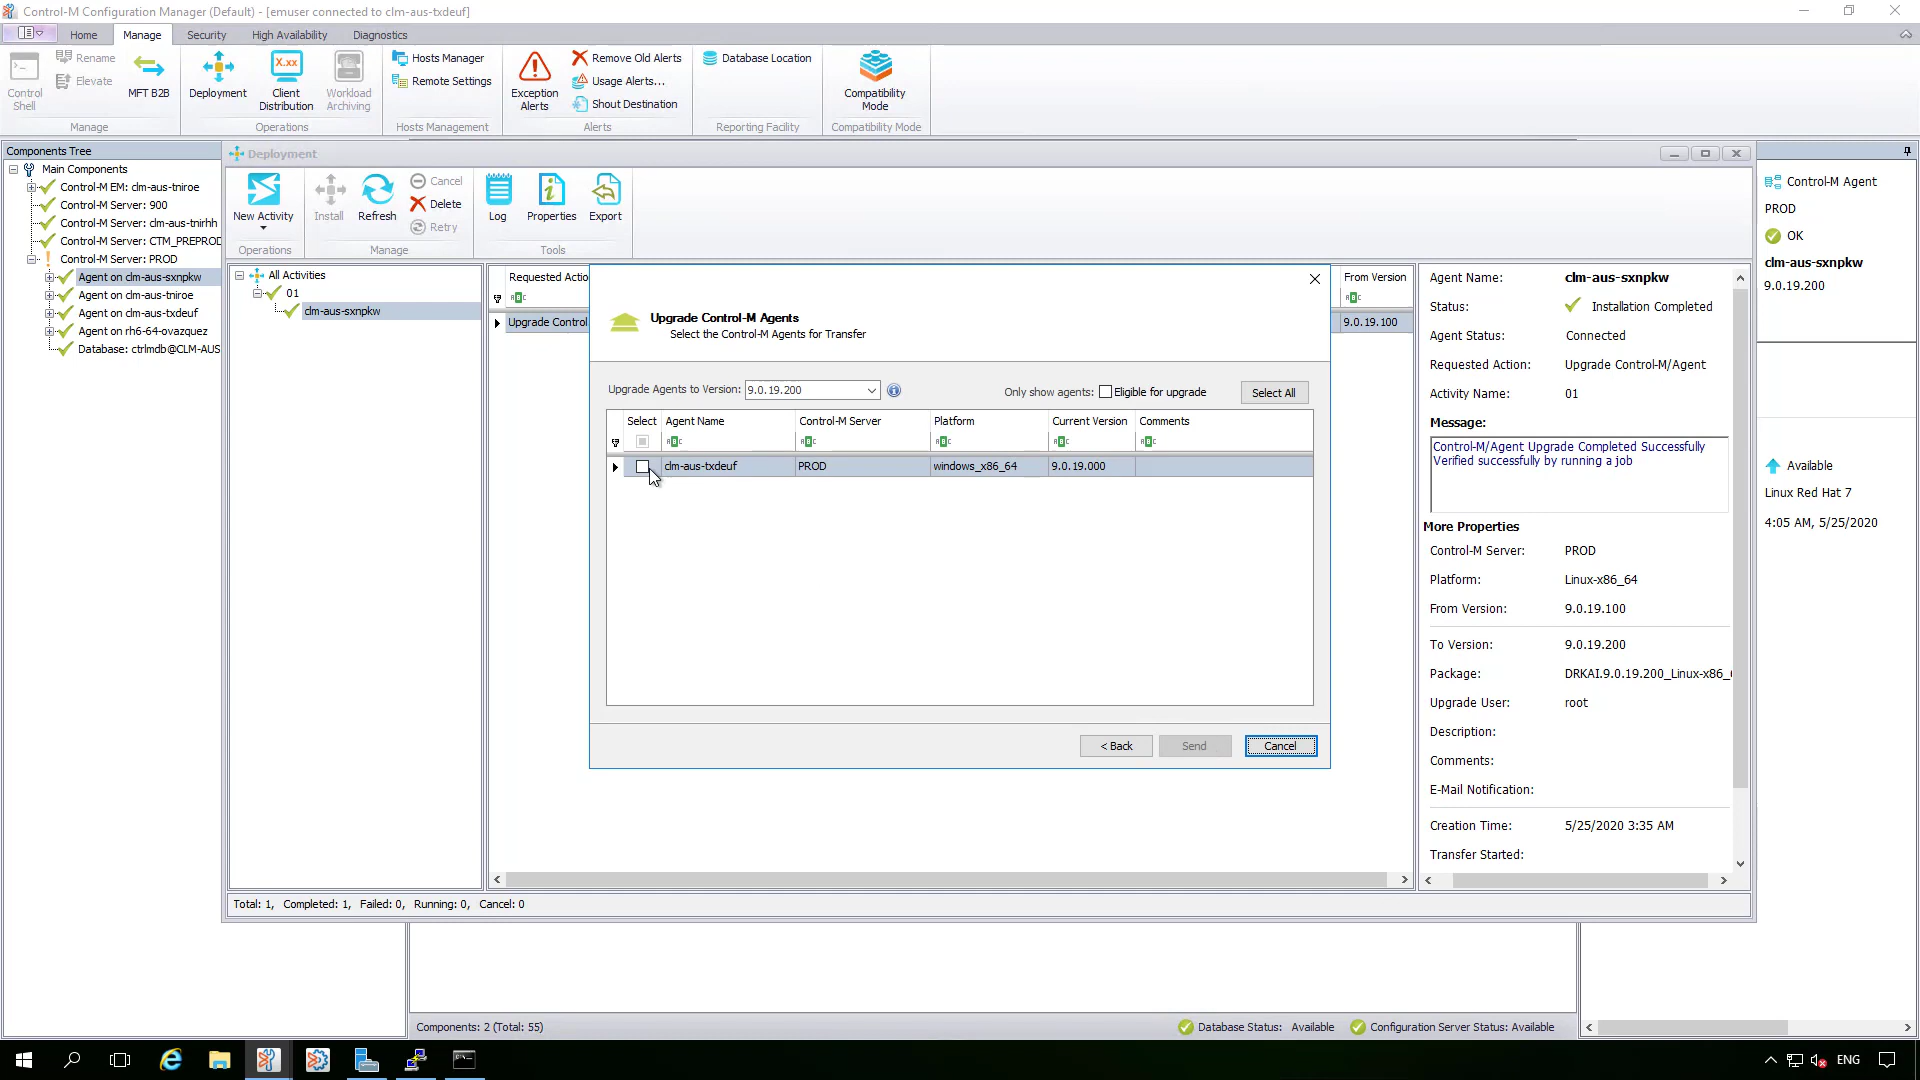 Control-M Configuration Manager (Default) - [emuser connected to clm-aus-txdeuf]
Home
Manage
Security
High Availability
Diagnostics
Control Shell
Rename
Elevate
MFT B2B
Manage
Deployment
X.xx
Client Distribution
Workload Archiving
Operations
Hosts Manager
Remote Settings
Hosts Management
Exception Alerts
Remove Old Alerts
Usage Alerts...
Shout Destination
Alerts
Database Location
Reporting Facility
Compatibility Mode
Compatibility Mode
Components Tree
Main Components
Control-M EM: clm-aus-tniroe
Control-M Server: 900
Control-M Server: clm-aus-tnirhh
Control-M Server: CTM_PREPROD
Control-M Server: PROD
Agent on clm-aus-sxnpkw
Agent on clm-aus-tniroe
Agent on clm-aus-txdeuf
Agent on rh6-64-ovazquez
Database: ctrlmdb@CLM-AUS
Deployment
New Activity
Operations
Install
Refresh
Cancel
Delete
Retry
Manage
Log
Properties
Export
Tools
All Activities
01
clm-aus-sxnpkw
Requested Actio
Upgrade Control
From Version
9.0.19.100
Upgrade Control-M Agents
Select the Control-M Agents for Transfer
Upgrade Agents to Version: 9.0.19.200
Only show agents: Eligible for upgrade
Select All
Select Agent Name Control-M Server Platform Current Version Comments
clm-aus-txdeuf PROD windows_x86_64 9.0.19.000
< Back
Send
Cancel
Agent Name: clm-aus-sxnpkw
Status: Installation Completed
Agent Status: Connected
Requested Action: Upgrade Control-M/Agent
Activity Name: 01
Message:
Control-M/Agent Upgrade Completed Successfully
Verified successfully by running a job
More Properties
Control-M Server: PROD
Platform: Linux-x86_64
From Version: 9.0.19.100
To Version: 9.0.19.200
Package: DRKAI.9.0.19.200_Linux-x86_
Upgrade User: root
Description:
Comments:
E-Mail Notification:
Creation Time: 5/25/2020 3:35 AM
Transfer Started:
Control-M Agent
PROD
OK
clm-aus-sxnpkw
9.0.19.200
Available
Linux Red Hat 7
4:05 AM, 5/25/2020
Total: 1, Completed: 1, Failed: 0, Running: 0, Cancel: 0
Components: 2 (Total: 55)
Database Status: Available
Configuration Server Status: Available
ENG